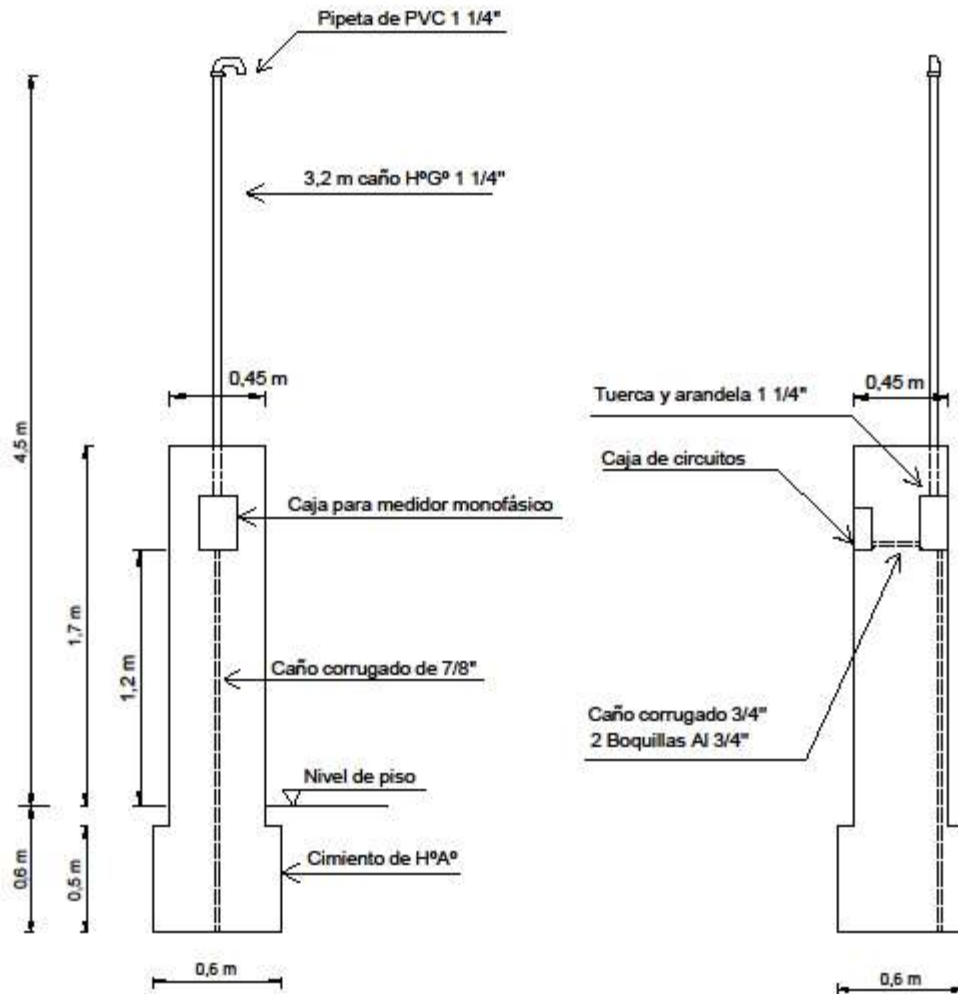 Pipeta de PVC 1 1/4"
3,2 m caño HºGº 1 1/4"
4,5 m
0,45 m
0,45 m
Tuerca y arandela 1 1/4"
Caja de circuitos
Caja para medidor monofásico
1,7 m
1,2 m
Caño corrugado de 7/8"
Caño corrugado 3/4"
2 Boquillas Al 3/4"
Nivel de piso
0,6 m
0,5 m
Cimiento de HºAº
0,6 m
0,6 m